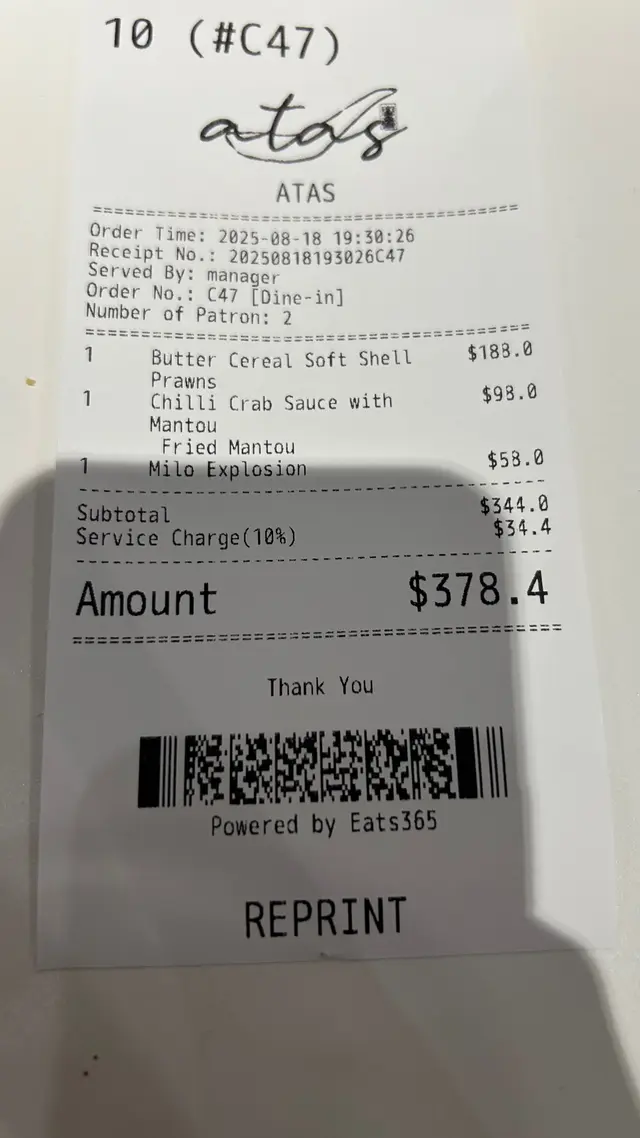 10 (#C47)
atas
ATAS
========================================
Order Time: 2025-08-18 19:30:26
Receipt No.: 20250818193026C47
Served By: manager
Order No.: C47 [Dine-in]
Number of Patron: 2
========================================
1 Butter Cereal Soft Shell $188.0
Prawns
1 Chilli Crab Sauce with $98.0
Mantou
Fried Mantou
1 Milo Explosion $58.0
----------------------------------------
Subtotal $344.0
Service Charge(10%) $34.4
----------------------------------------
Amount $378.4
========================================
Thank You
Powered by Eats365
REPRINT